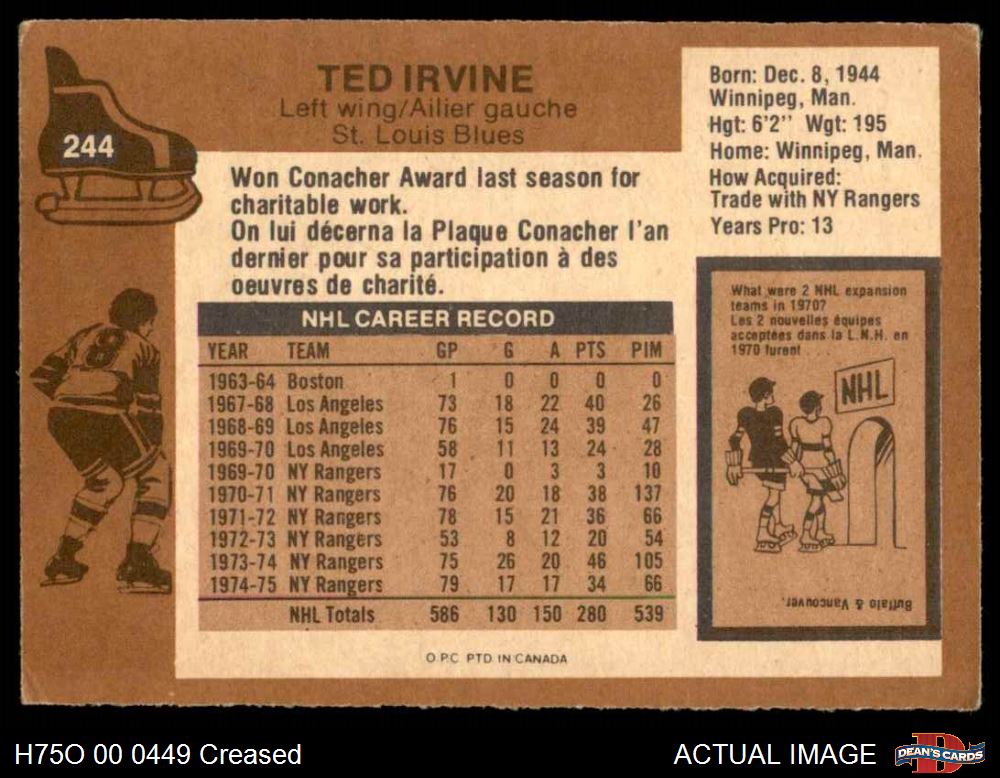 244
TED IRVINE
Left wing/Ailier gauche
St. Louis Blues
Won Conacher Award last season for
charitable work.
On lui décerna la Plaque Conacher l'an
dernier pour sa participation à des
oeuvres de charité.
Born: Dec. 8, 1944
Winnipeg, Man.
Hgt: 6'2" Wgt: 195
Home: Winnipeg, Man.
How Acquired:
Trade with NY Rangers
Years Pro: 13
8
NHL CAREER RECORD
YEAR TEAM GP G A PTS PIM
1963-64 Boston 1 0 0 0 0
1967-68 Los Angeles 73 18 22 40 26
1968-69 Los Angeles 76 15 24 39 47
1969-70 Los Angeles 58 11 13 24 28
1969-70 NY Rangers 17 0 3 3 10
1970-71 NY Rangers 76 20 18 38 137
1971-72 NY Rangers 78 15 21 36 66
1972-73 NY Rangers 53 8 12 20 54
1973-74 NY Rangers 75 26 20 46 105
1974-75 NY Rangers 79 17 17 34 66
NHL Totals 586 130 150 280 539
What were 2 NHL expansion
teams in 1970?
Les 2 nouvelles équipes
acceptées dans la L.N.H. en
1970 furent . . .
NHL
Buffalo & Vancouver.
O.P.C. PTD. IN CANADA
H75O 00 0449 Creased
ACTUAL IMAGE
DEAN'S CARDS